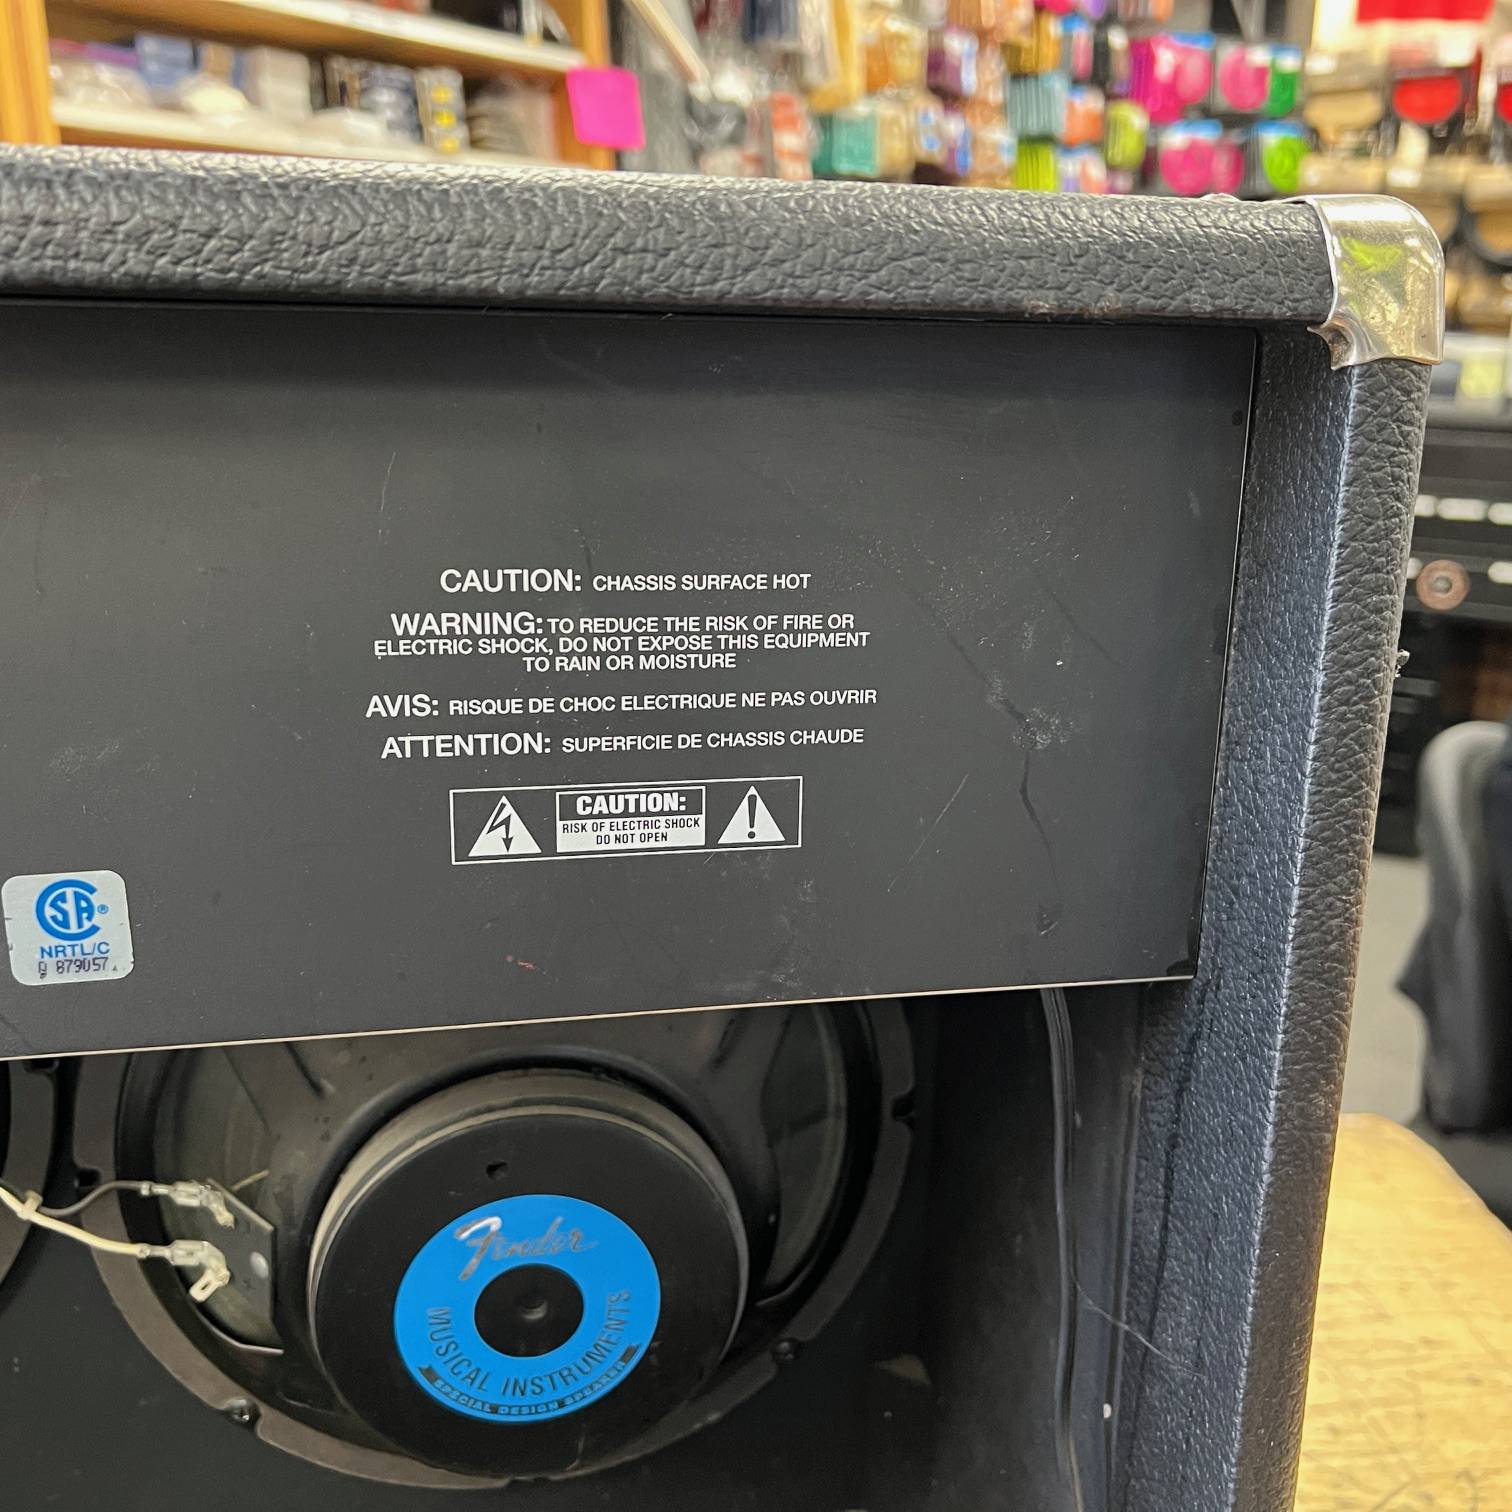 CAUTION: CHASSIS SURFACE HOT
WARNING: TO REDUCE THE RISK OF FIRE OR
ELECTRIC SHOCK, DO NOT EXPOSE THIS EQUIPMENT
TO RAIN OR MOISTURE
AVIS: RISQUE DE CHOC ELECTRIQUE NE PAS OUVRIR
ATTENTION: SUPERFICIE DE CHASSIS CHAUDE
CAUTION:
RISK OF ELECTRIC SHOCK
DO NOT OPEN
SA®
NRTL/C
879057
Fender
MUSICAL INSTRUMENTS
SPECIAL DESIGN SPEAKER